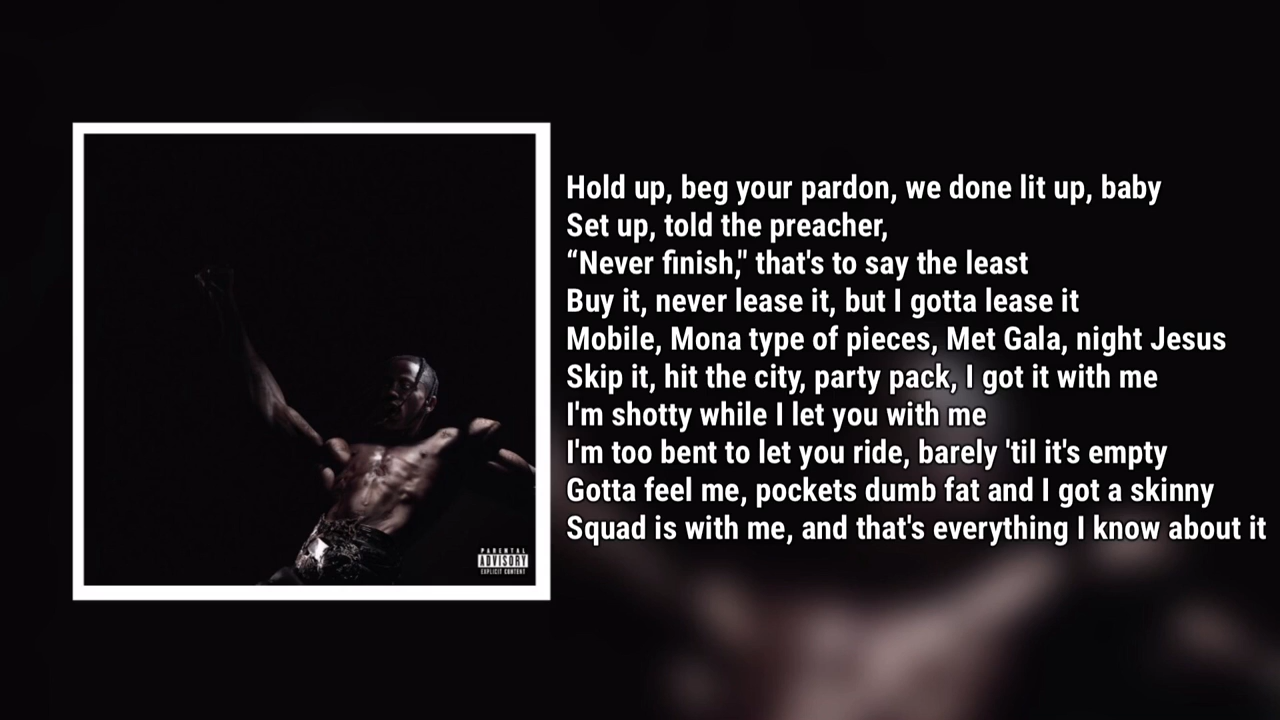 Hold up, beg your pardon, we done lit up, baby
Set up, told the preacher,
“Never finish," that's to say the least
Buy it, never lease it, but I gotta lease it
Mobile, Mona type of pieces, Met Gala, night Jesus
Skip it, hit the city, party pack, I got it with me
I'm shotty while I let you with me
I'm too bent to let you ride, barely 'til it's empty
Gotta feel me, pockets dumb fat and I got a skinny
Squad is with me, and that's everything I know about it
PARENTAL
ADVISORY
EXPLICIT CONTENT